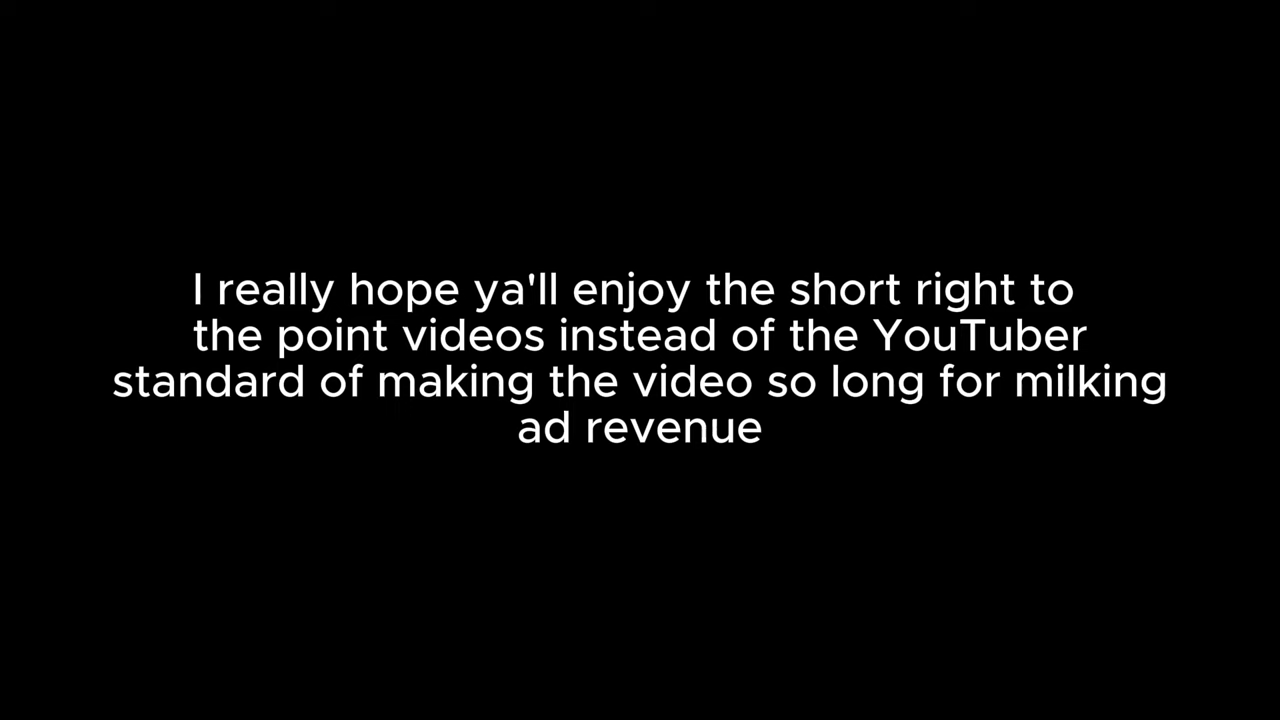 I really hope ya'll enjoy the short right to
the point videos instead of the YouTuber
standard of making the video so long for milking
ad revenue